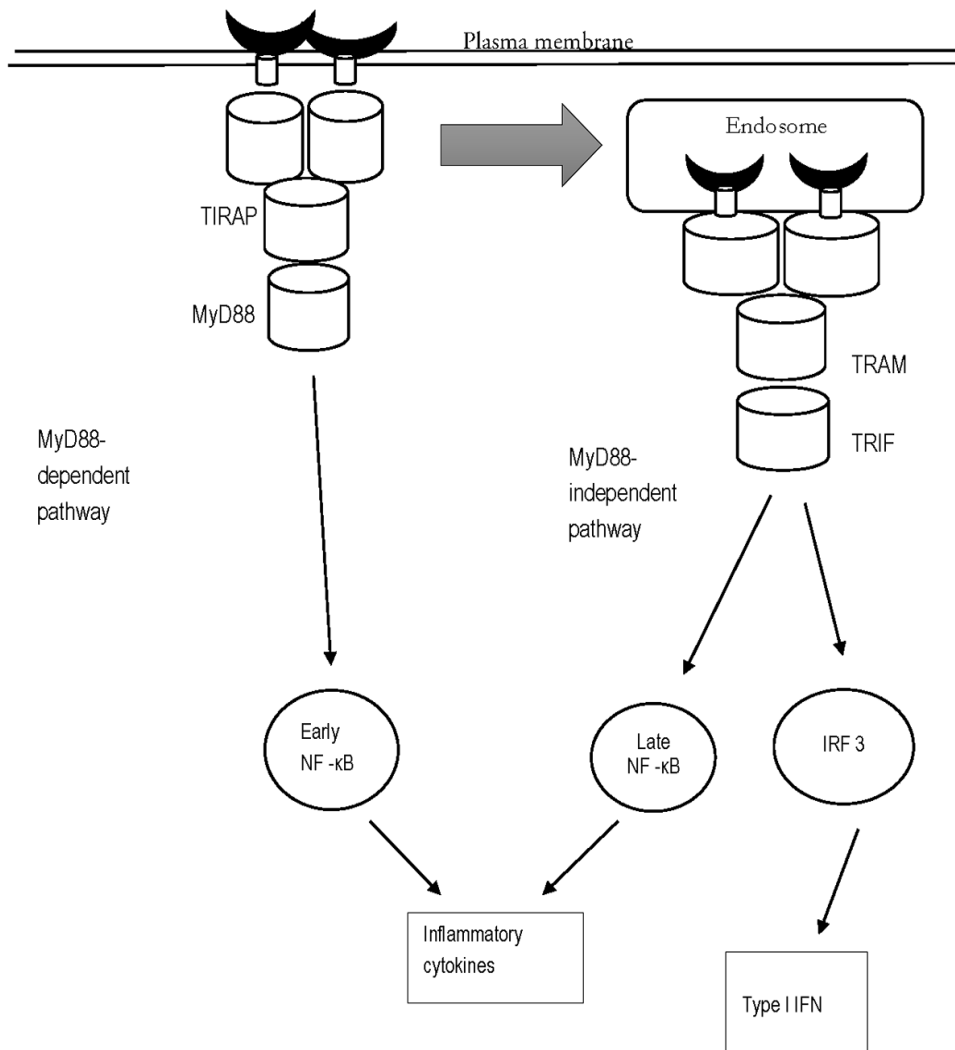 Plasma membrane
Endosome
TIRAP
MyD88
TRAM
TRIF
MyD88-
dependent
pathway
MyD88-
independent
pathway
Early
NF -κB
Late
NF -κB
IRF 3
Inflammatory
cytokines
Type I IFN